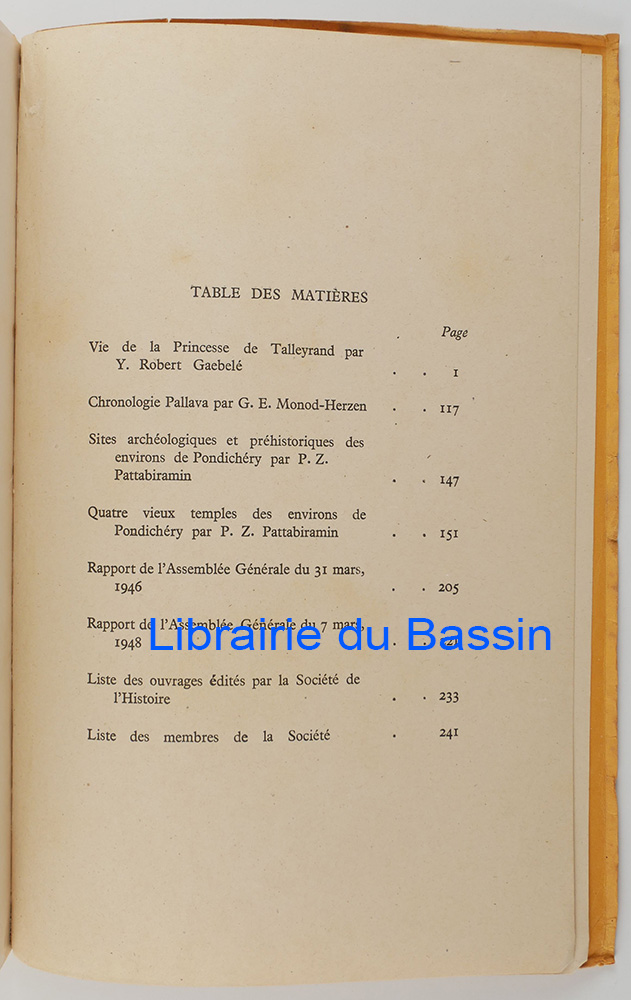 TABLE DES MATIÈRES
Page
Vie de la Princesse de Talleyrand par
Y. Robert Gaebelé . . 1
Chronologie Pallava par G. E. Monod-Herzen . . 117
Sites archéologiques et préhistoriques des
environs de Pondichéry par P. Z.
Pattabiramin . . 147
Quatre vieux temples des environs de
Pondichéry par P. Z. Pattabiramin . . 151
Rapport de l'Assemblée Générale du 31 mars,
1946 . . 205
Rapport de l'Assemblée Générale du 7 mars,
1948 . .
Librairie du Bassin
Liste des ouvrages édités par la Société de
l'Histoire . . 233
Liste des membres de la Société . 241